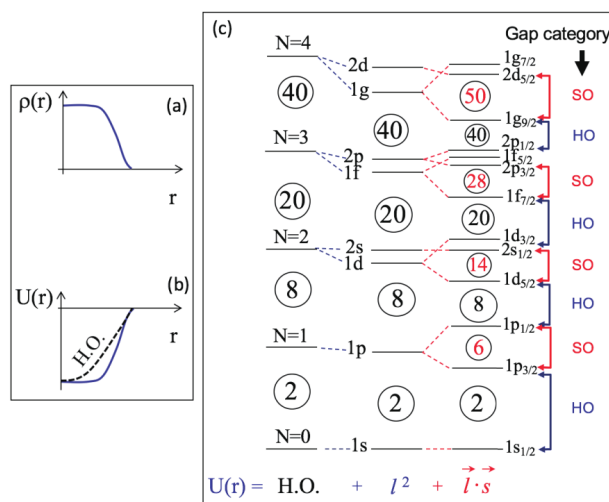 (a)
ρ(r)
r
(b)
U(r)
r
H.O.
(c)
Gap category
N=4
2d
1g
1g7/2
2d5/2
40
40
50
SO
1g9/2
40
HO
2p1/2
N=3
2p
1f
1f5/2
2p3/2
28
SO
1f7/2
20
20
20
HO
1d3/2
N=2
2s
1d
2s1/2
14
SO
1d5/2
8
8
8
HO
1p1/2
N=1
1p
6
SO
1p3/2
2
2
2
HO
N=0
1s
1s1/2
U(r) = H.O. + l² + l⃗·s⃗